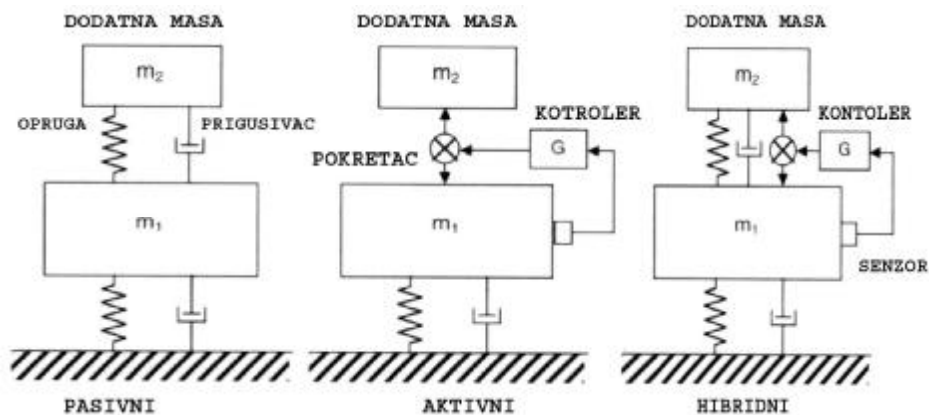 DODATNA MASA
m2
OPRUGA
PRIGUSIVAC
m1
PASIVNI
DODATNA MASA
m2
KOTROLER
G
POKRETAC
m1
AKTIVNI
DODATNA MASA
m2
KONTOLER
G
m1
SENZOR
HIBRIDNI